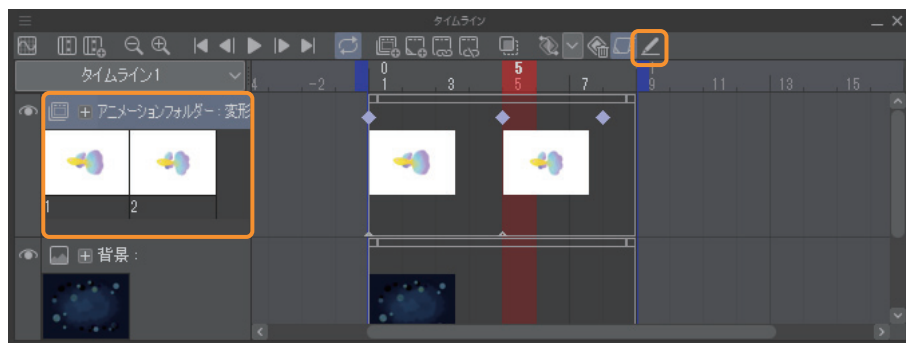 タイムライン
タイムライン1
4 -2 0 1 3 5 5 7 1 9 11 13 15
アニメーションフォルダー : 変形
1 2
背景 :